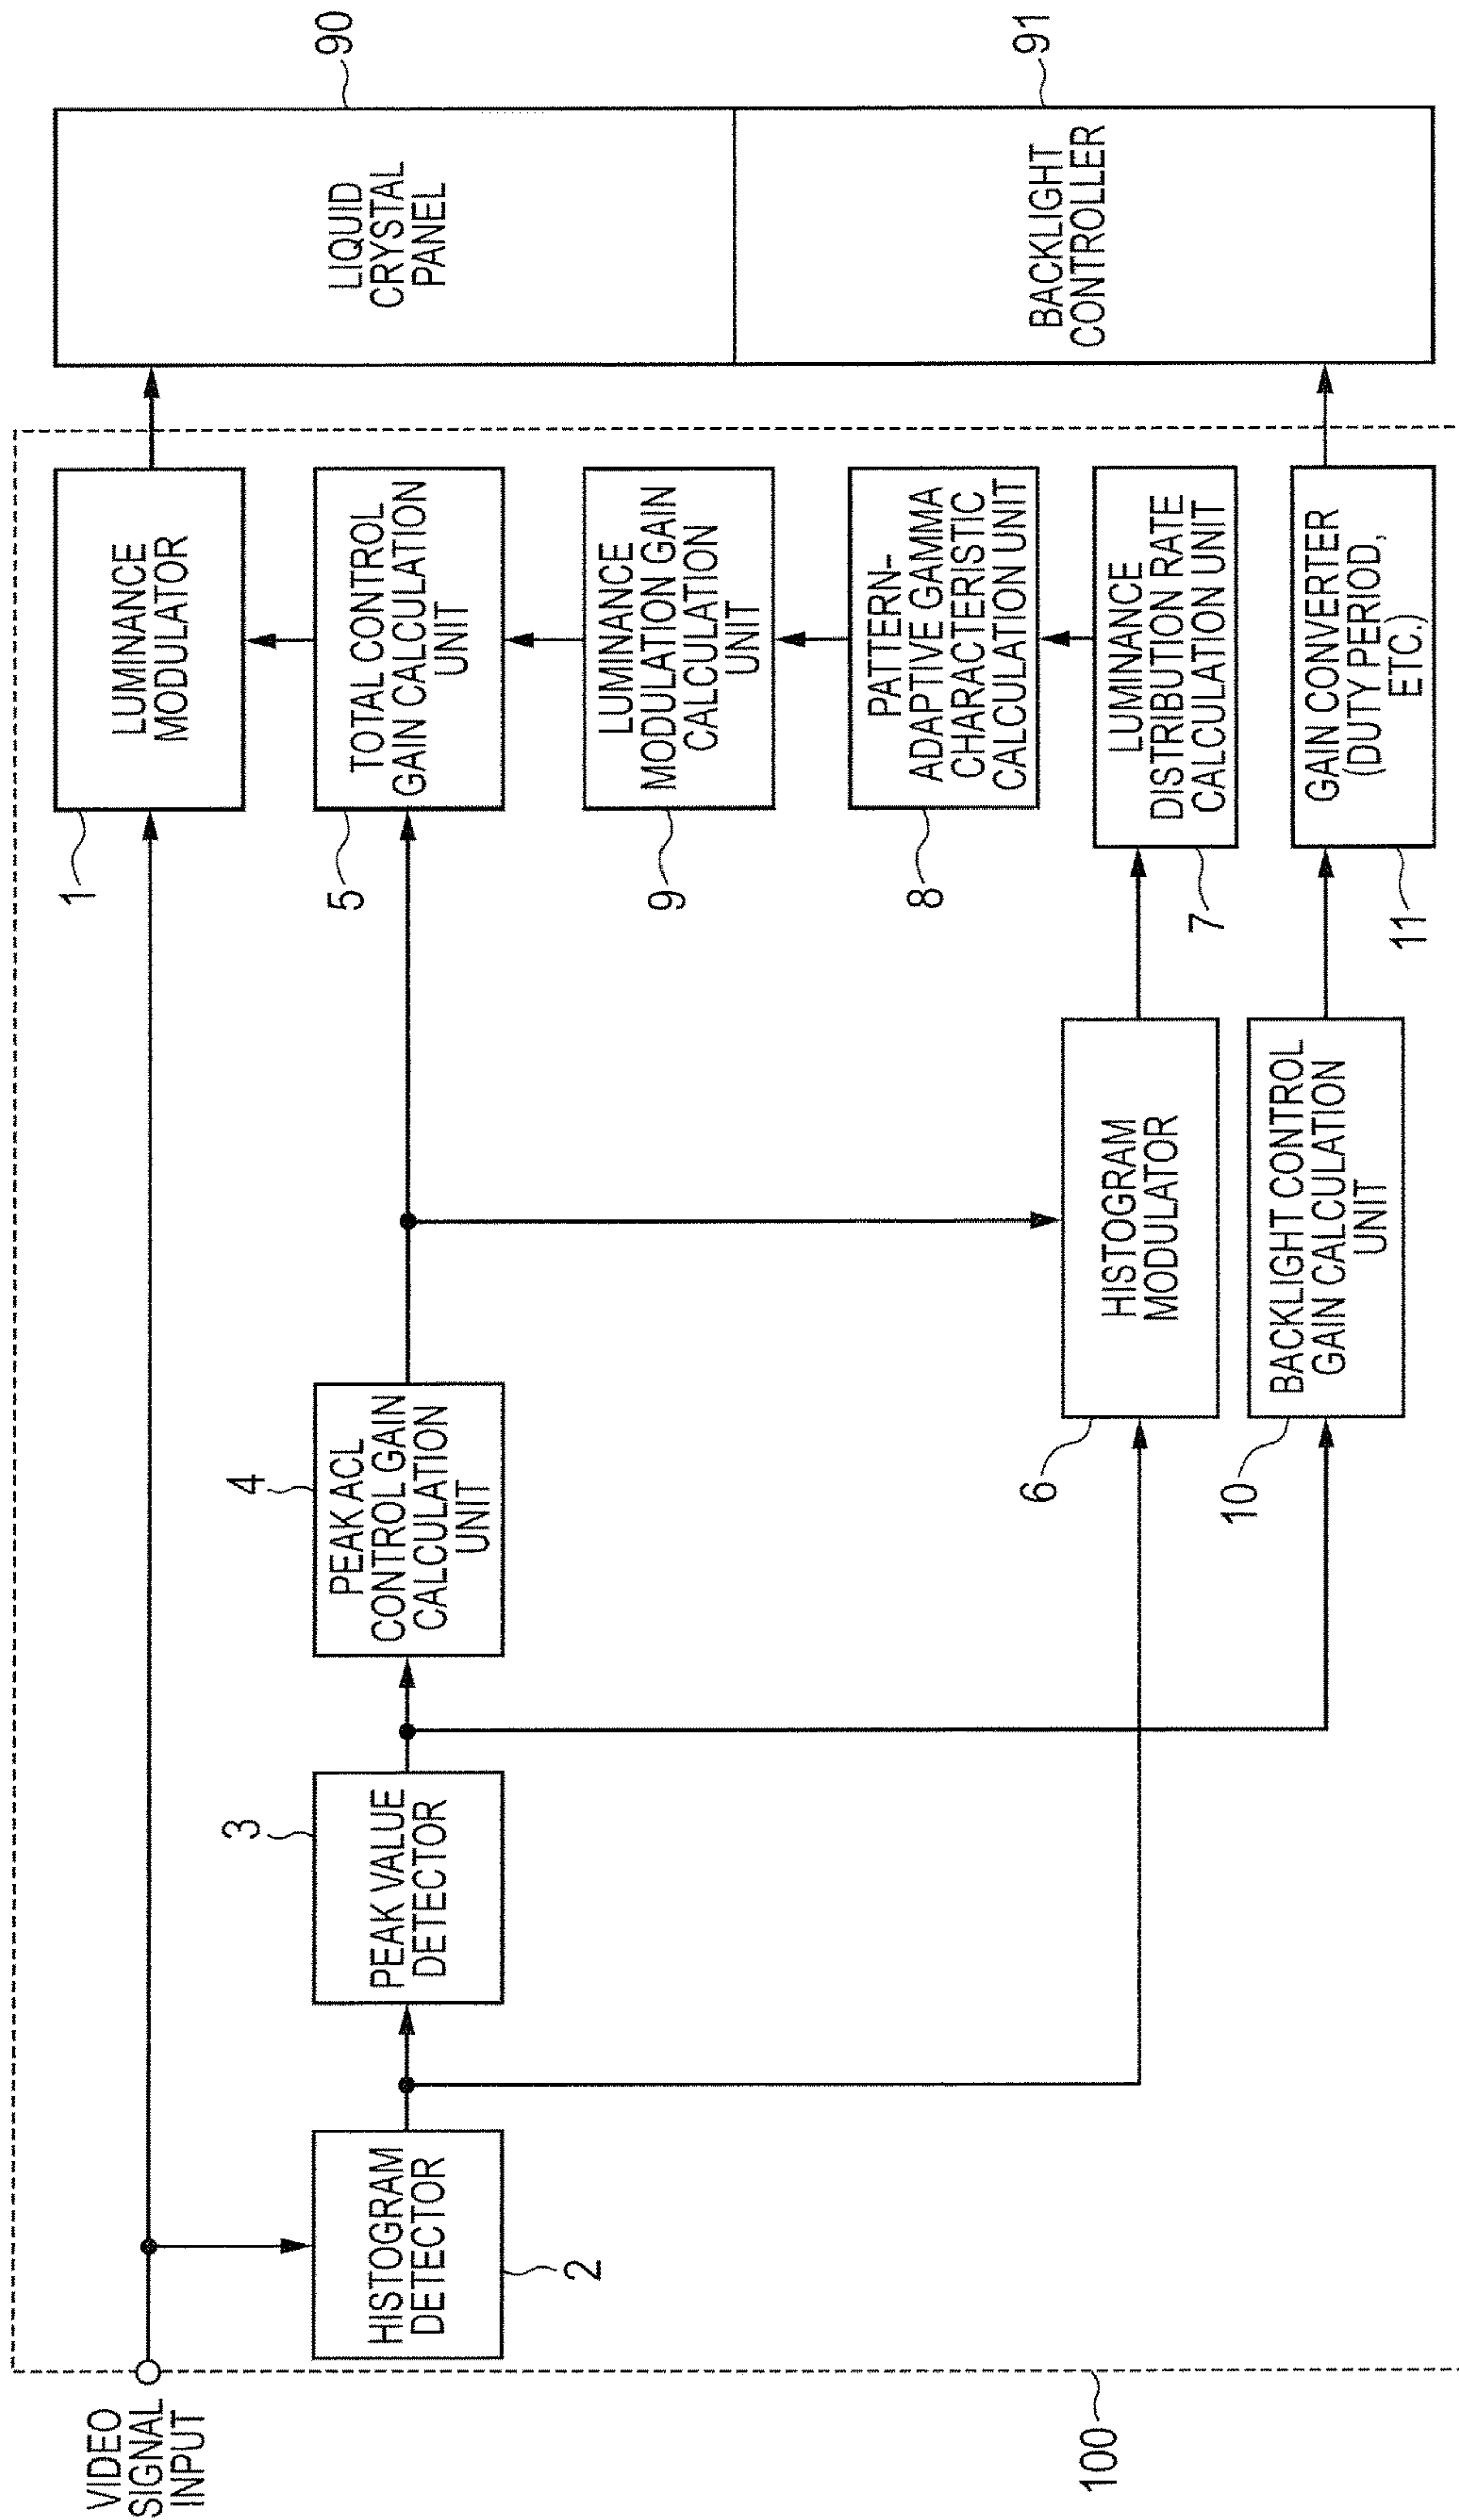 VIDEO
SIGNAL
INPUT
100
HISTOGRAM
DETECTOR
2
PEAK VALUE
DETECTOR
3
PEAK ACL
CONTROL GAIN
CALCULATION
UNIT
4
HISTOGRAM
MODULATOR
6
BACKLIGHT CONTROL
GAIN CALCULATION
UNIT
10
LUMINANCE
MODULATOR
1
TOTAL CONTROL
GAIN CALCULATION
UNIT
5
LUMINANCE
MODULATION GAIN
CALCULATION
UNIT
9
PATTERN-
ADAPTIVE GAMMA
CHARACTERISTIC
CALCULATION UNIT
8
LUMINANCE
DISTRIBUTION RATE
CALCULATION UNIT
7
GAIN CONVERTER
(DUTY PERIOD,
ETC.)
11
LIQUID
CRYSTAL
PANEL
90
BACKLIGHT
CONTROLLER
91